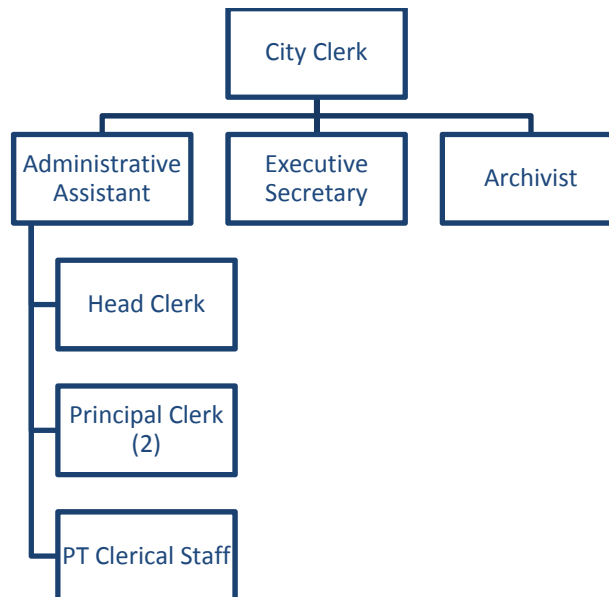 City Clerk
Administrative
Assistant
Executive
Secretary
Archivist
Head Clerk
Principal Clerk
(2)
PT Clerical Staff